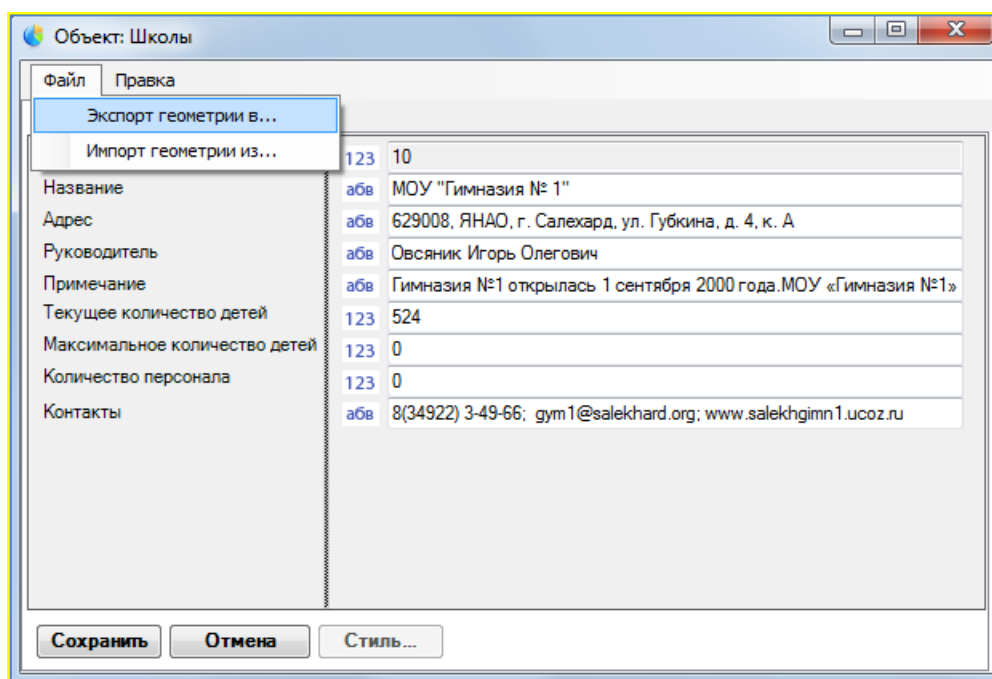 Объект: Школы
Файл Правка
Экспорт геометрии в...
Импорт геометрии из...
123 10
Название абв МОУ "Гимназия № 1"
Адрес абв 629008, ЯНАО, г. Салехард, ул. Губкина, д. 4, к. А
Руководитель абв Овсяник Игорь Олегович
Примечание абв Гимназия №1 открылась 1 сентября 2000 года.МОУ «Гимназия №1»
Текущее количество детей 123 524
Максимальное количество детей 123 0
Количество персонала 123 0
Контакты абв 8(34922) 3-49-66; gym1@salekhard.org; www.salekhgimn1.ucoz.ru
Сохранить Отмена Стиль...